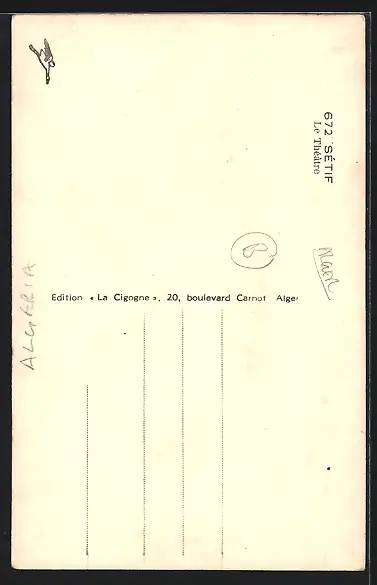 672 SÉTIF
Le Théâtre
B
Edition « La Cigogne », 20, boulevard Carnot Alger
ALGERIA